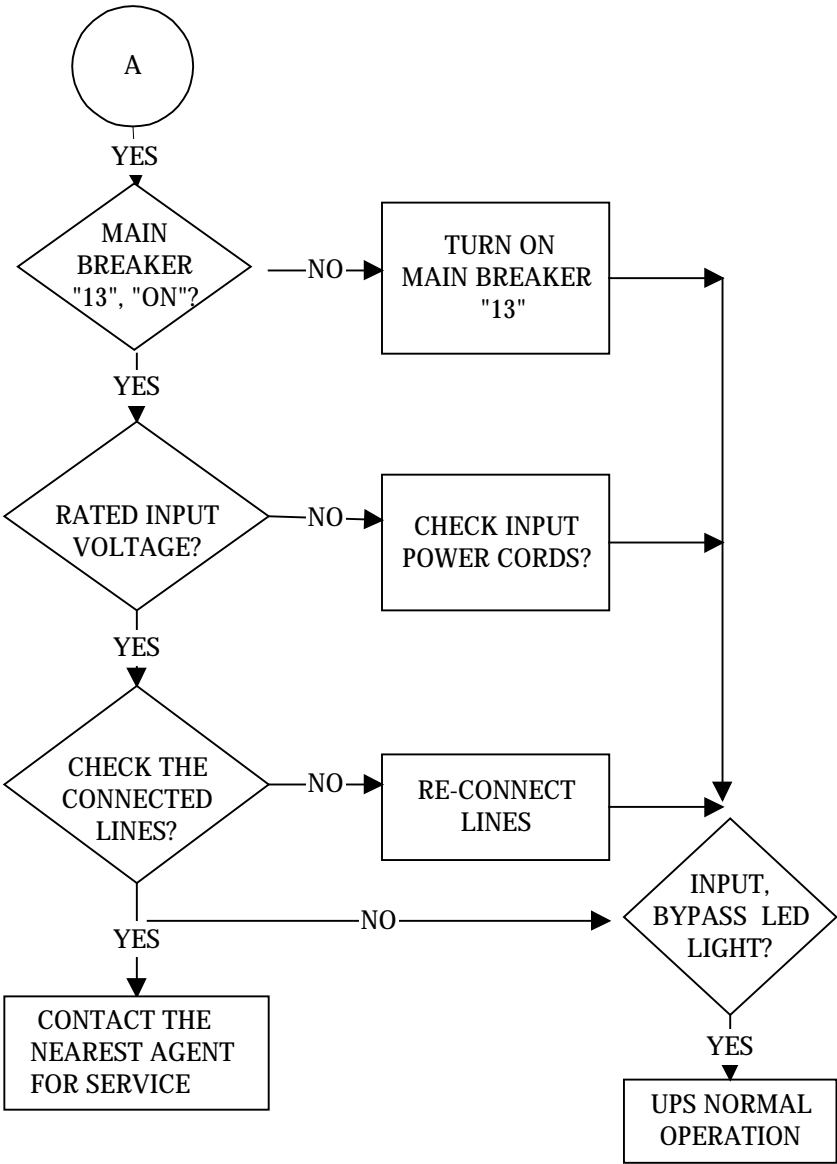 A
YES
MAIN
BREAKER
"13", "ON"?
NO
TURN ON
MAIN BREAKER
"13"
YES
RATED INPUT
VOLTAGE?
NO
CHECK INPUT
POWER CORDS?
YES
CHECK THE
CONNECTED
LINES?
NO
RE-CONNECT
LINES
INPUT,
BYPASS LED
LIGHT?
NO
YES
CONTACT THE
NEAREST AGENT
FOR SERVICE
YES
UPS NORMAL
OPERATION